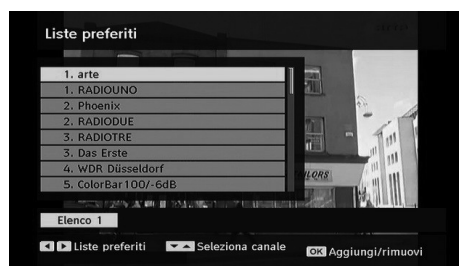 Liste preferiti
1. arte
1. RADIOUNO
2. Phoenix
2. RADIODUE
3. RADIOTRE
3. Das Erste
4. WDR Düsseldorf
5. ColorBar100/-6dB
Elenco 1
Liste preferiti Seleziona canale OK Aggiungi/rimuovi